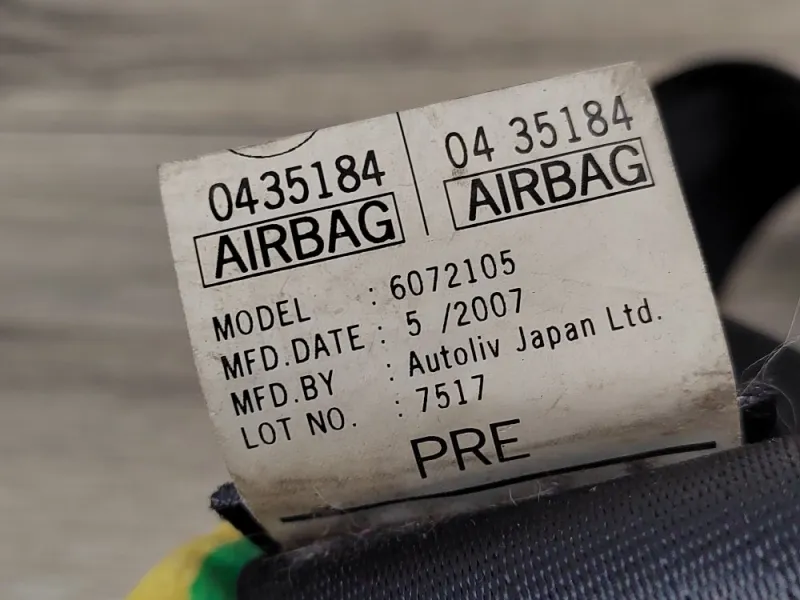 0435184 04 35184
AIRBAG AIRBAG
MODEL : 6072105
MFD.DATE : 5 /2007
MFD.BY : Autoliv Japan Ltd.
LOT NO. : 7517
PRE